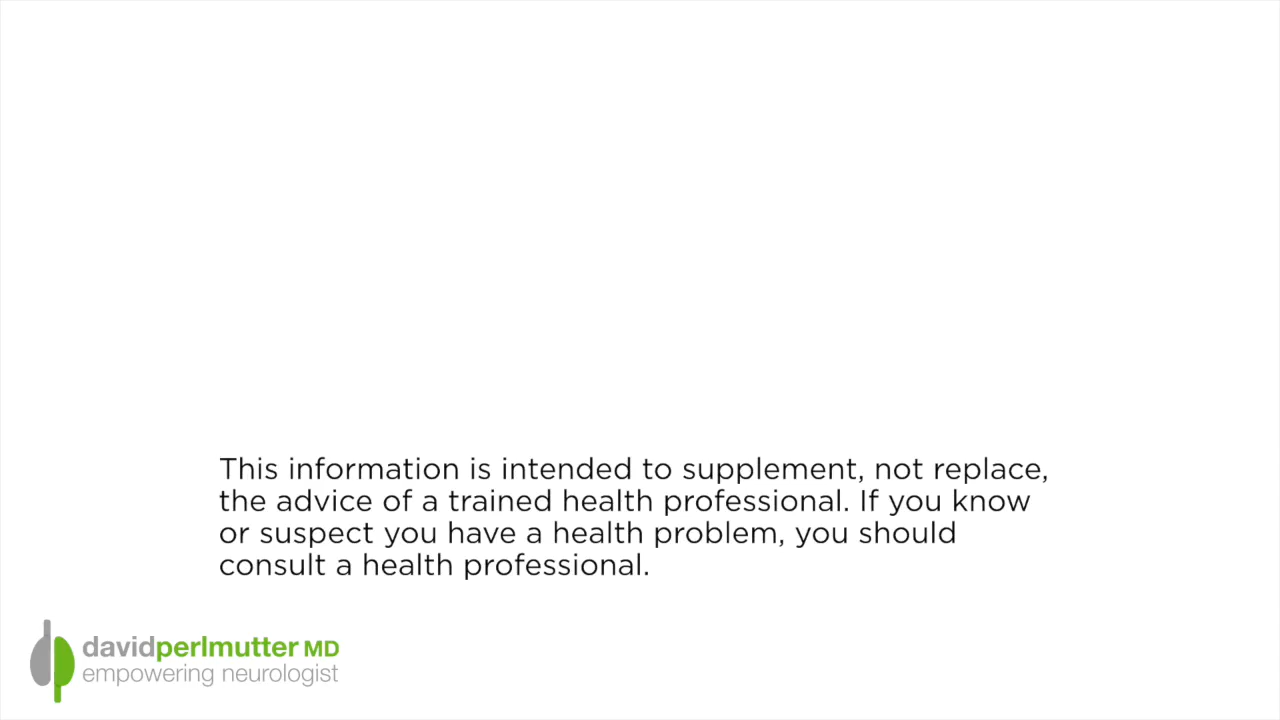 This information is intended to supplement, not replace,
the advice of a trained health professional. If you know
or suspect you have a health problem, you should
consult a health professional.
davidperlmutter MD
empowering neurologist